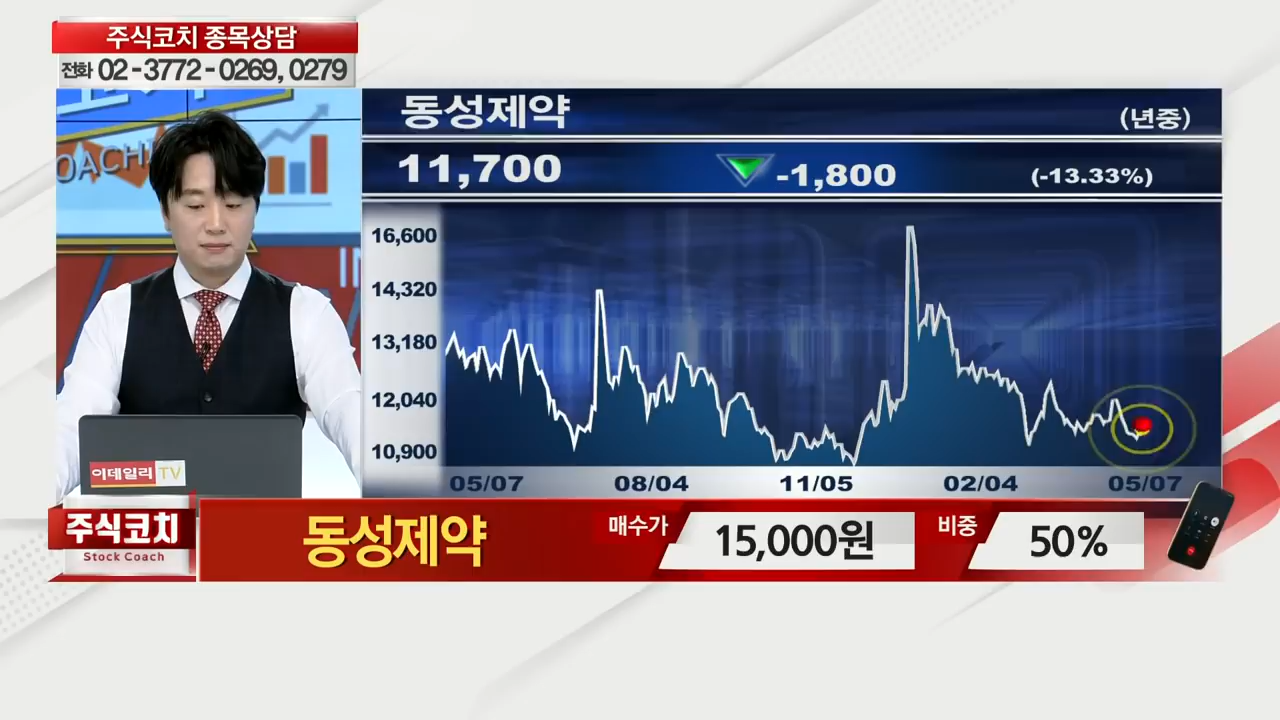 주식코치 종목상담
전화 02-3772-0269, 0279
OACHI
IN
동성제약 (년중)
11,700 -1,800 (-13.33%)
16,600
14,320
13,180
12,040
10,900
05/07 08/04 11/05 02/04 05/07
이데일리 TV
주식코치
Stock Coach
동성제약 매수가 15,000원 비중 50%